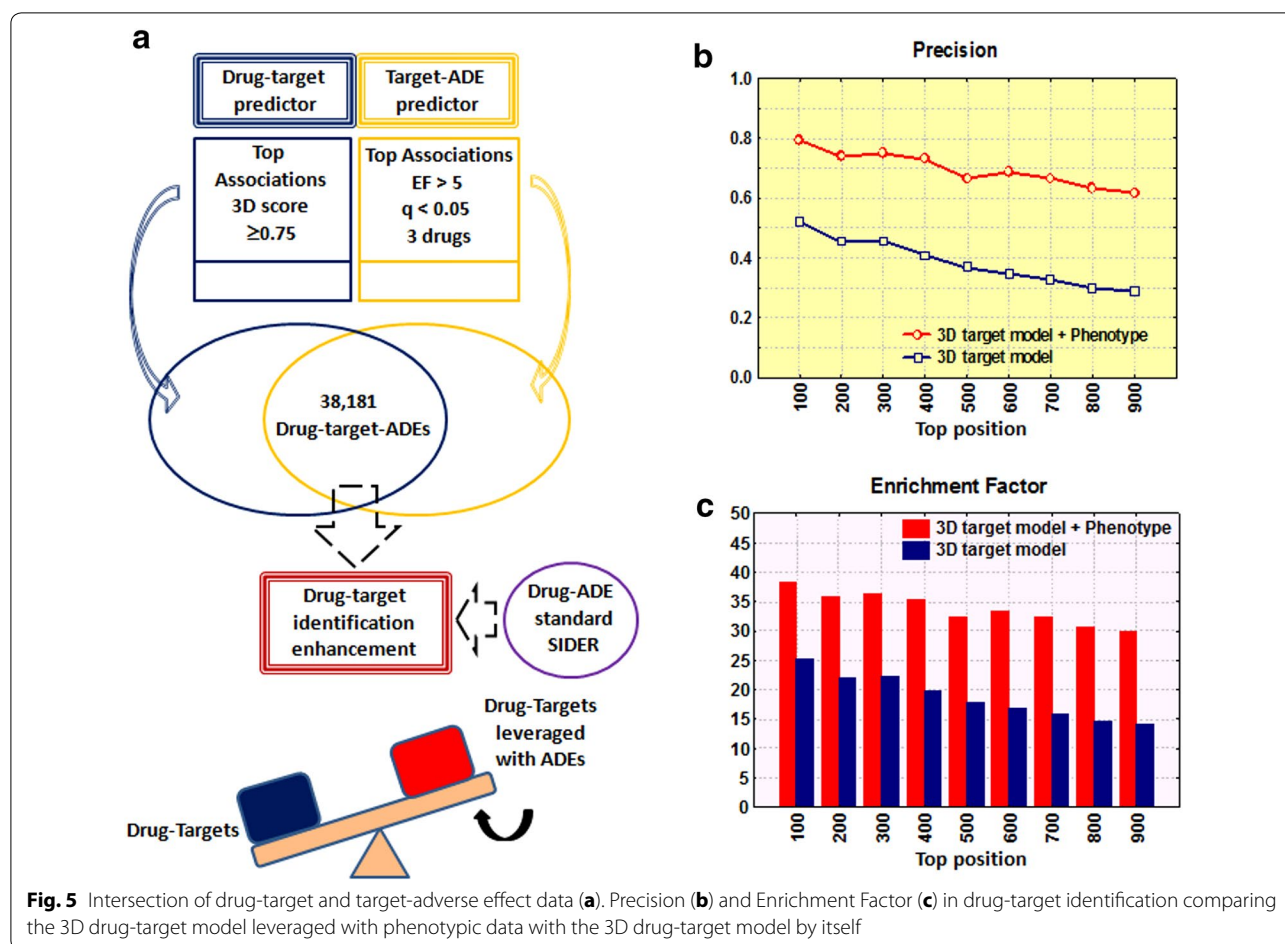 a
Drug-target
predictor
Target-ADE
predictor
Top
Associations
3D score
≥0.75
Top Associations
EF > 5
q < 0.05
3 drugs
38,181
Drug-target-ADEs
Drug-target
identification
enhancement
Drug-ADE
standard
SIDER
Drug-Targets
leveraged
with ADEs
Drug-Targets
b
Precision
1.0
0.8
0.6
0.4
0.2
0.0
3D target model + Phenotype
3D target model
100
200
300
400
500
600
700
800
900
Top position
c
Enrichment Factor
50
45
40
35
30
25
20
15
10
5
0
3D target model + Phenotype
3D target model
100
200
300
400
500
600
700
800
900
Top position
Fig. 5 Intersection of drug-target and target-adverse effect data (a). Precision (b) and Enrichment Factor (c) in drug-target identification comparing
the 3D drug-target model leveraged with phenotypic data with the 3D drug-target model by itself